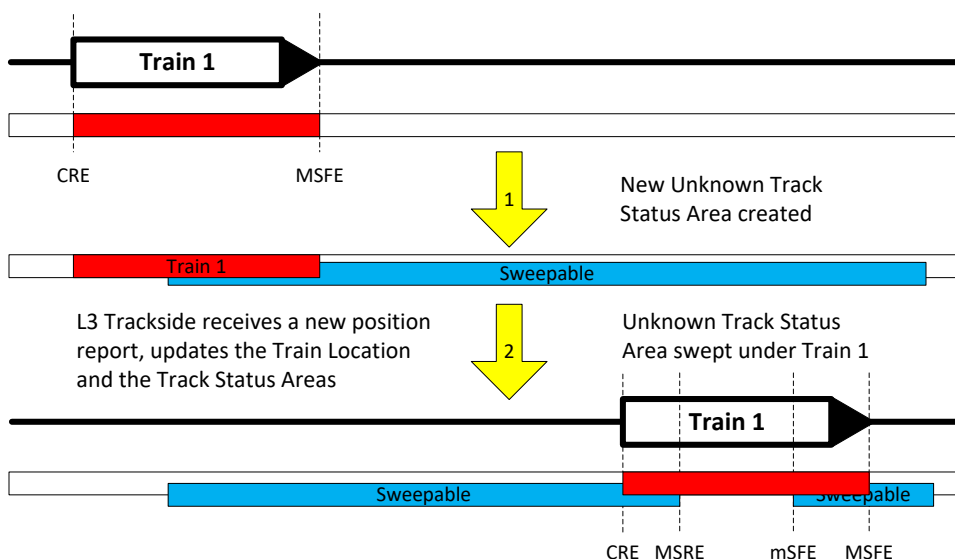 Train 1
CRE
MSFE
1
New Unknown Track
Status Area created
Train 1
Sweepable
L3 Trackside receives a new position
report, updates the Train Location
and the Track Status Areas
2
Unknown Track Status
Area swept under Train 1
Train 1
Sweepable
Sweepable
CRE
MSRE
mSFE
MSFE